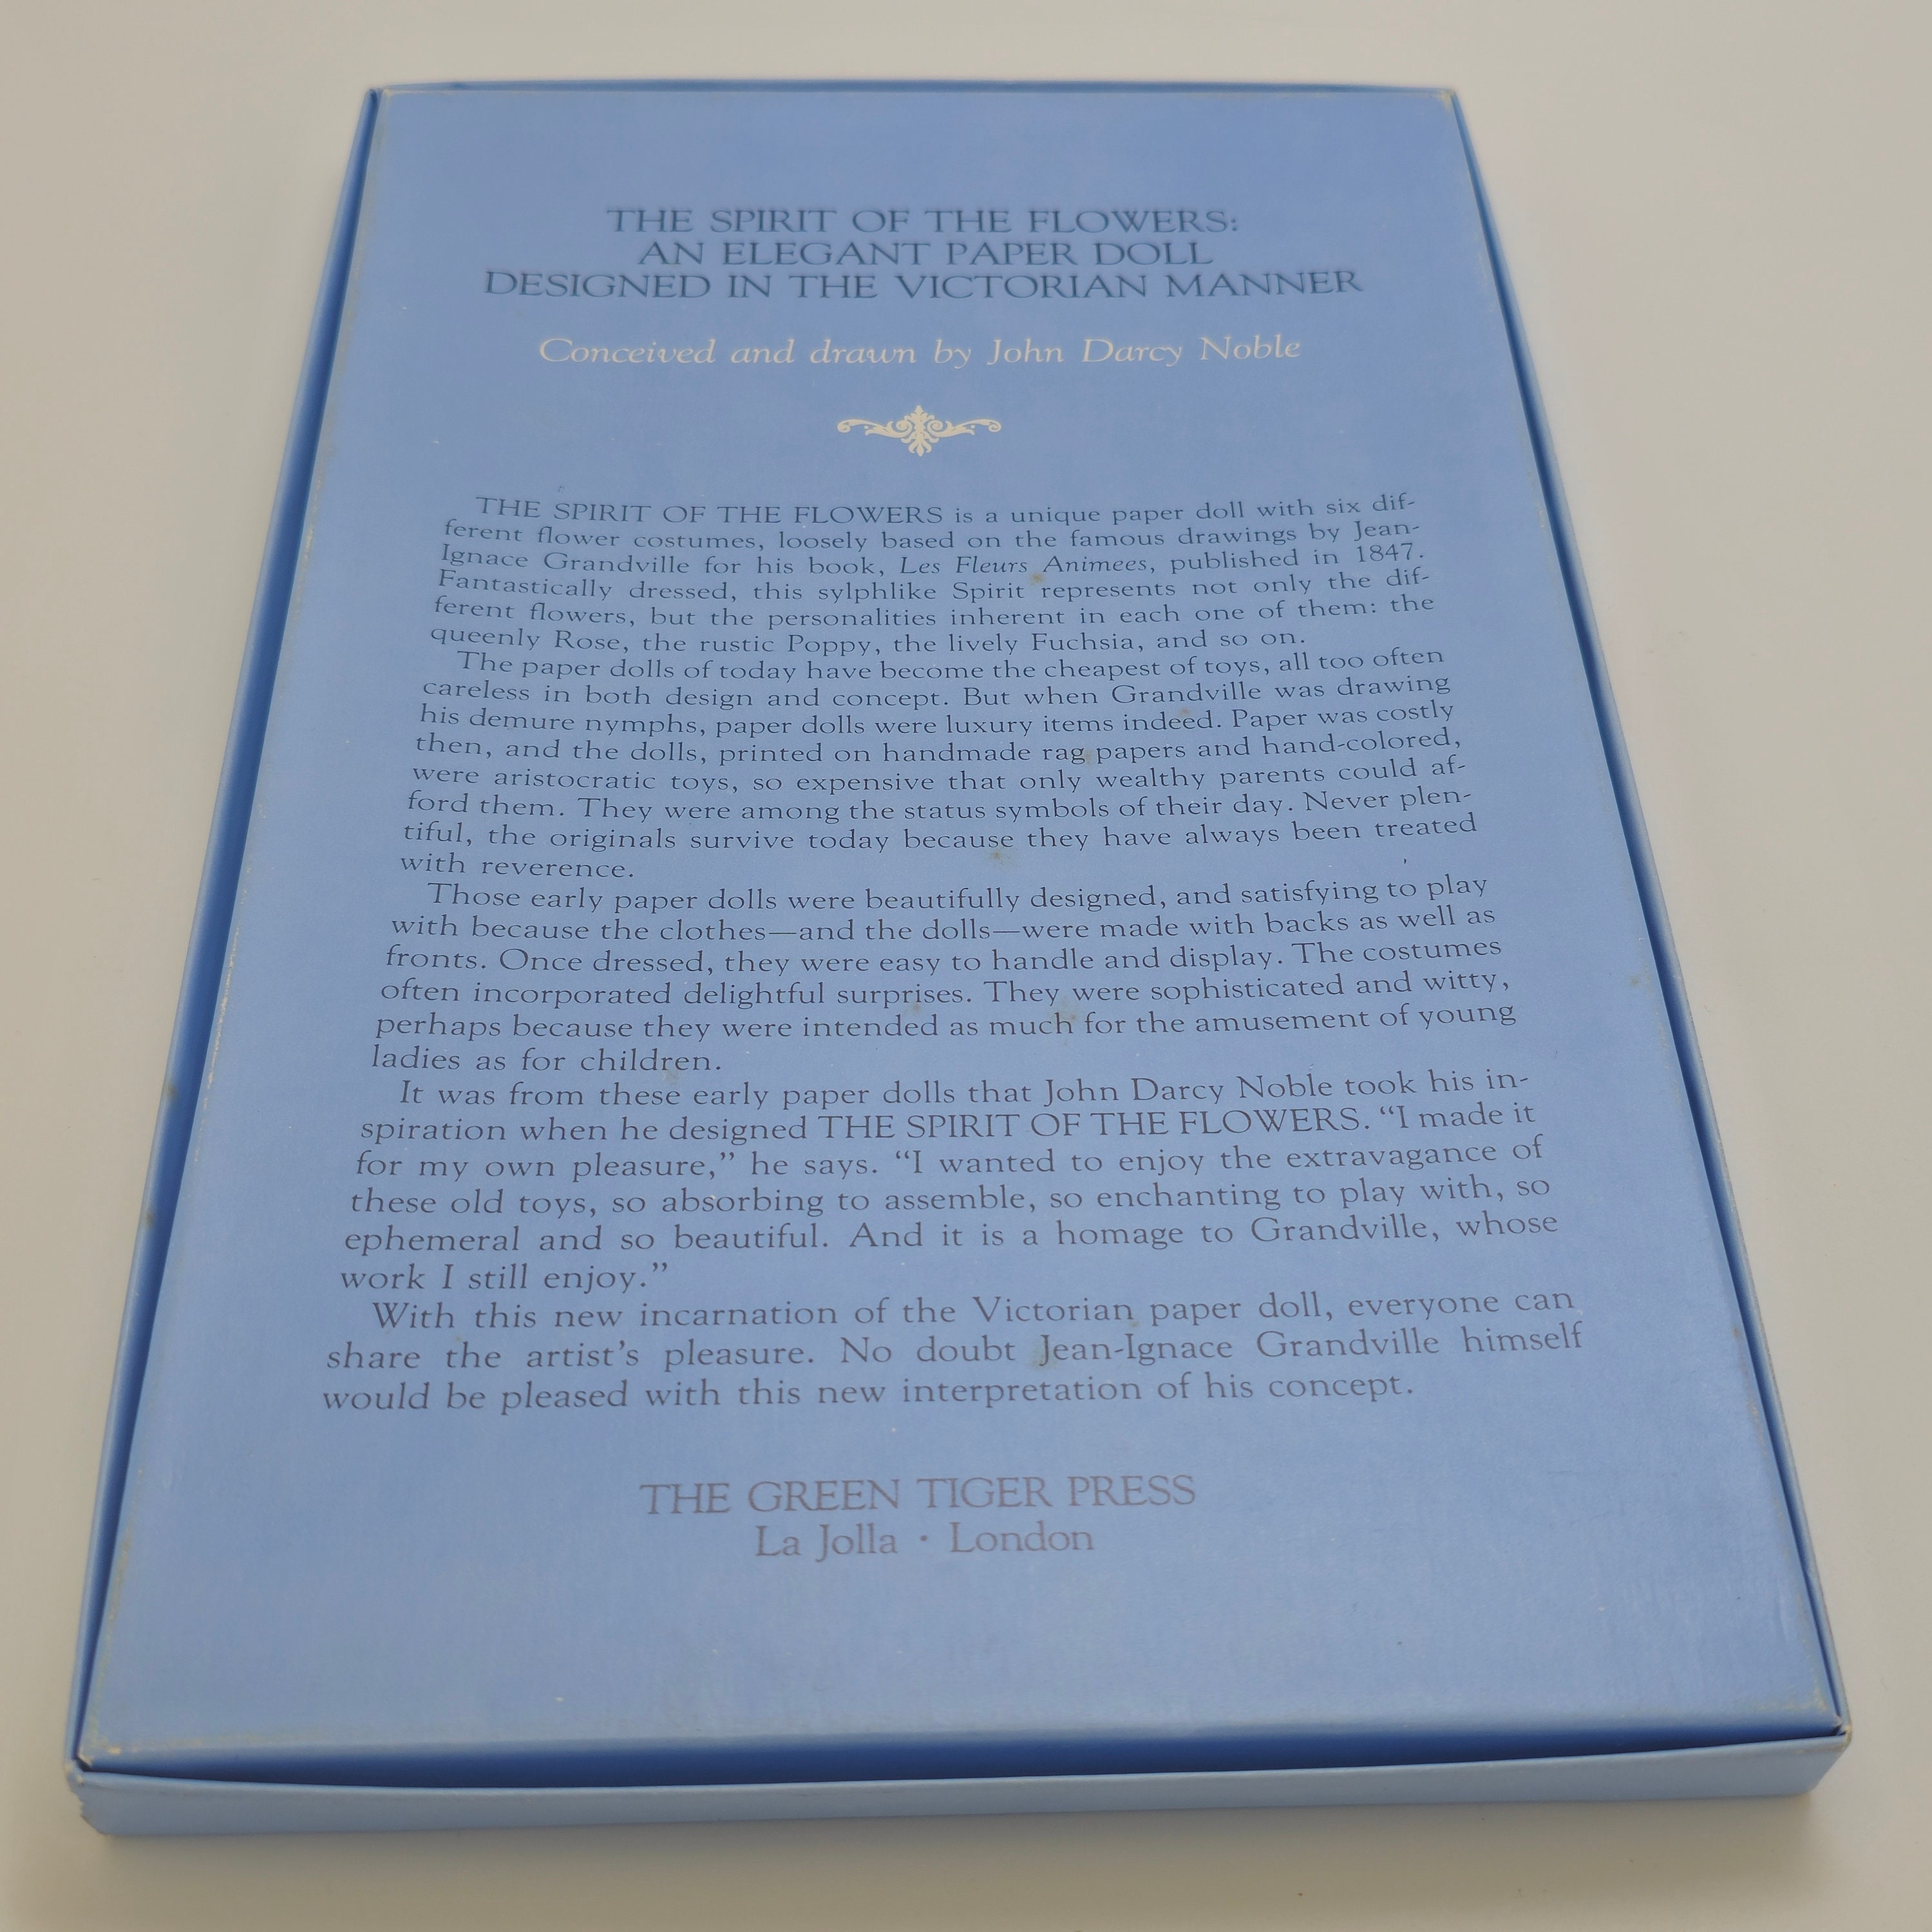 THE SPIRIT OF THE FLOWERS:
AN ELEGANT PAPER DOLL
DESIGNED IN THE VICTORIAN MANNER
Conceived and drawn by John Darcy Noble
THE SPIRIT OF THE FLOWERS is a unique paper doll with six dif-
ferent flower costumes, loosely based on the famous drawings by Jean-
Ignace Grandville for his book, Les Fleurs Animees, published in 1847.
Fantastically dressed, this sylphlike Spirit represents not only the dif-
ferent flowers, but the personalities inherent in each one of them: the
queenly Rose, the rustic Poppy, the lively Fuchsia, and so on.
The paper dolls of today have become the cheapest of toys, all too often
careless in both design and concept. But when Grandville was drawing
his demure nymphs, paper dolls were luxury items indeed. Paper was costly
then, and the dolls, printed on handmade rag papers and hand-colored,
were aristocratic toys, so expensive that only wealthy parents could af-
ford them. They were among the status symbols of their day. Never plen-
tiful, the originals survive today because they have always been treated
with reverence.
Those early paper dolls were beautifully designed, and satisfying to play
with because the clothes—and the dolls—were made with backs as well as
fronts. Once dressed, they were easy to handle and display. The costumes
often incorporated delightful surprises. They were sophisticated and witty,
perhaps because they were intended as much for the amusement of young
ladies as for children.
It was from these early paper dolls that John Darcy Noble took his in-
spiration when he designed THE SPIRIT OF THE FLOWERS. “I made it
for my own pleasure,” he says. “I wanted to enjoy the extravagance of
these old toys, so absorbing to assemble, so enchanting to play with, so
ephemeral and so beautiful. And it is a homage to Grandville, whose
work I still enjoy.”
With this new incarnation of the Victorian paper doll, everyone can
share the artist’s pleasure. No doubt Jean-Ignace Grandville himself
would be pleased with this new interpretation of his concept.
THE GREEN TIGER PRESS
La Jolla · London